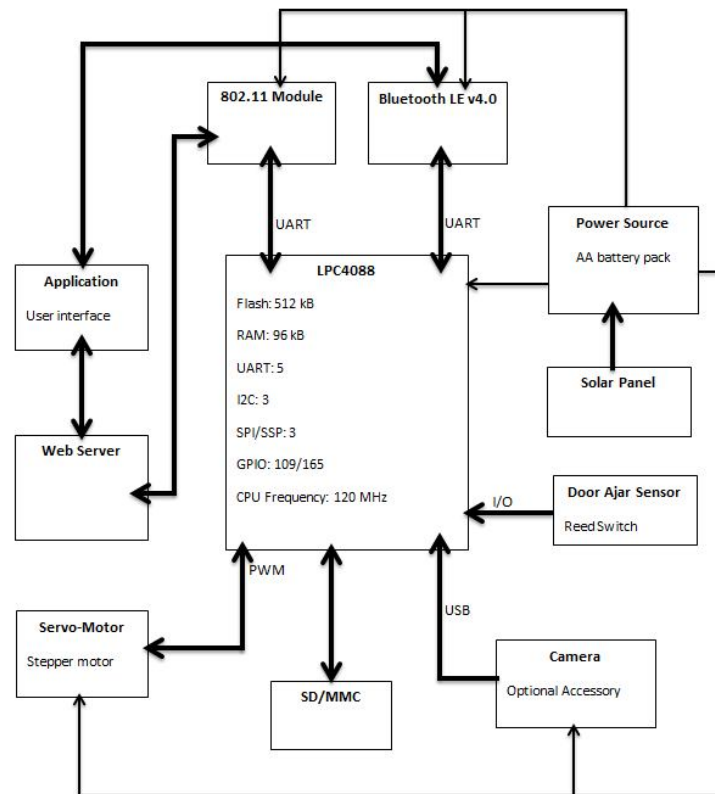 802.11 Module
Bluetooth LE v4.0
UART
UART
Power Source
AA battery pack
Application
User interface
LPC4088
Flash: 512 kB
RAM: 96 kB
UART: 5
I2C: 3
SPI/SSP: 3
GPIO: 109/165
CPU Frequency: 120 MHz
Solar Panel
Web Server
I/O
Door Ajar Sensor
Reed Switch
PWM
USB
Servo-Motor
Stepper motor
SD/MMC
Camera
Optional Accessory